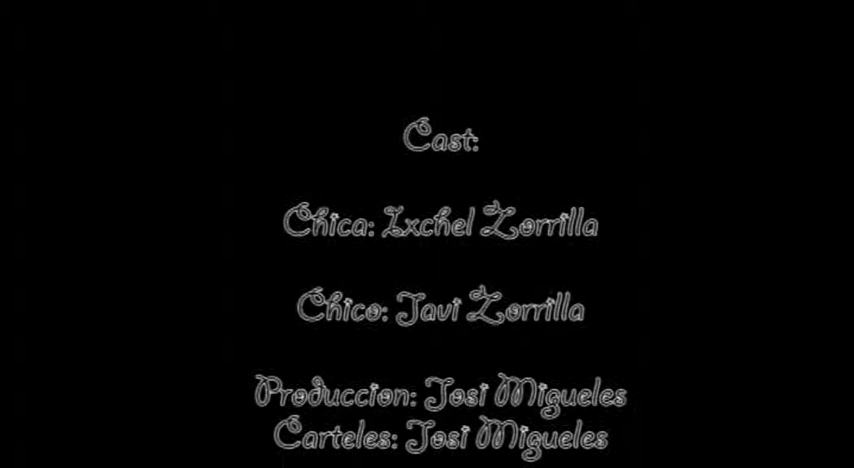 Cast:
Chica: Ixchel Zorrilla
Chico: Javi Zorrilla
Produccion: Josi Migueles
Carteles: Josi Migueles